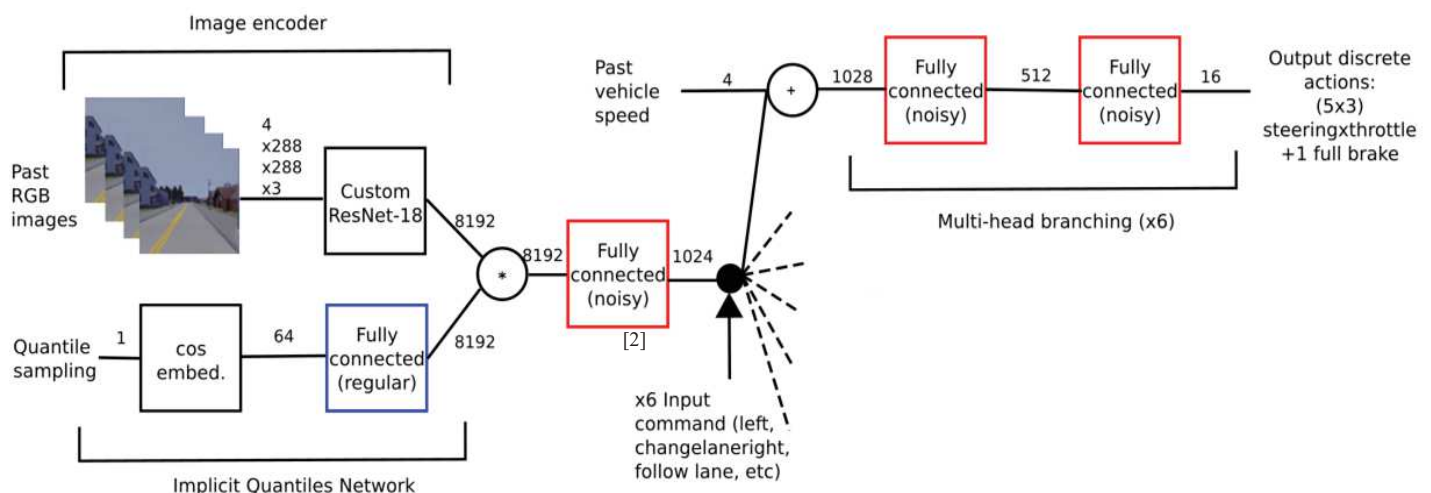 Image encoder
Past
RGB
images
4
x288
x288
x3
Custom
ResNet-18
8192
Quantile
sampling
1
cos
embed.
64
Fully
connected
(regular)
8192
Implicit Quantiles Network
*
8192
Fully
connected
(noisy)
[2]
1024
x6 Input
command (left,
changelaneright,
follow lane, etc)
Past
vehicle
speed
4
+
1028
Fully
connected
(noisy)
512
Fully
connected
(noisy)
16
Multi-head branching (x6)
Output discrete
actions:
(5x3)
steeringxthrottle
+1 full brake